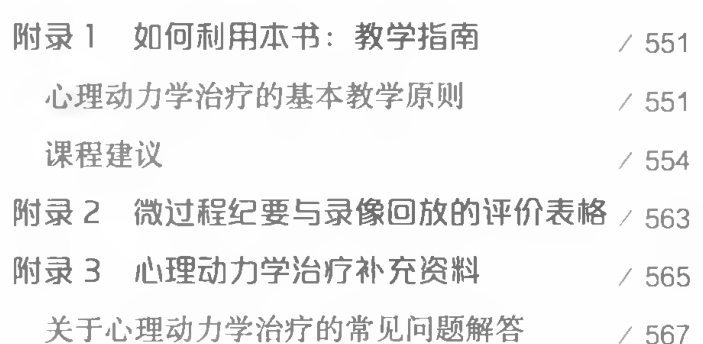 附录 1 如何利用本书：教学指南 / 551
心理动力学治疗的基本教学原则 / 551
课程建议 / 554
附录 2 微过程纪要与录像回放的评价表格 / 563
附录 3 心理动力学治疗补充资料 / 565
关于心理动力学治疗的常见问题解答 / 567